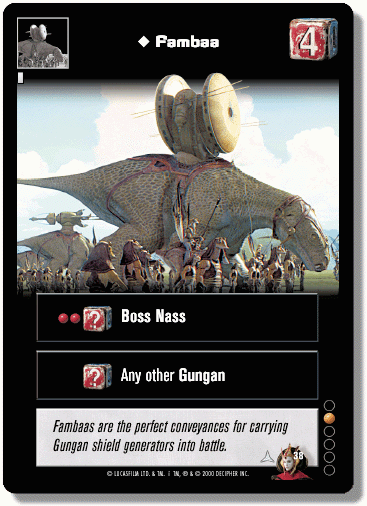 ◆ Fambaa
4
? Boss Nass
? Any other Gungan
Fambaas are the perfect conveyances for carrying
Gungan shield generators into battle.
38
© LUCASFILM LTD. & TM. ¦ TM, ® & © 2000 DECIPHER INC.